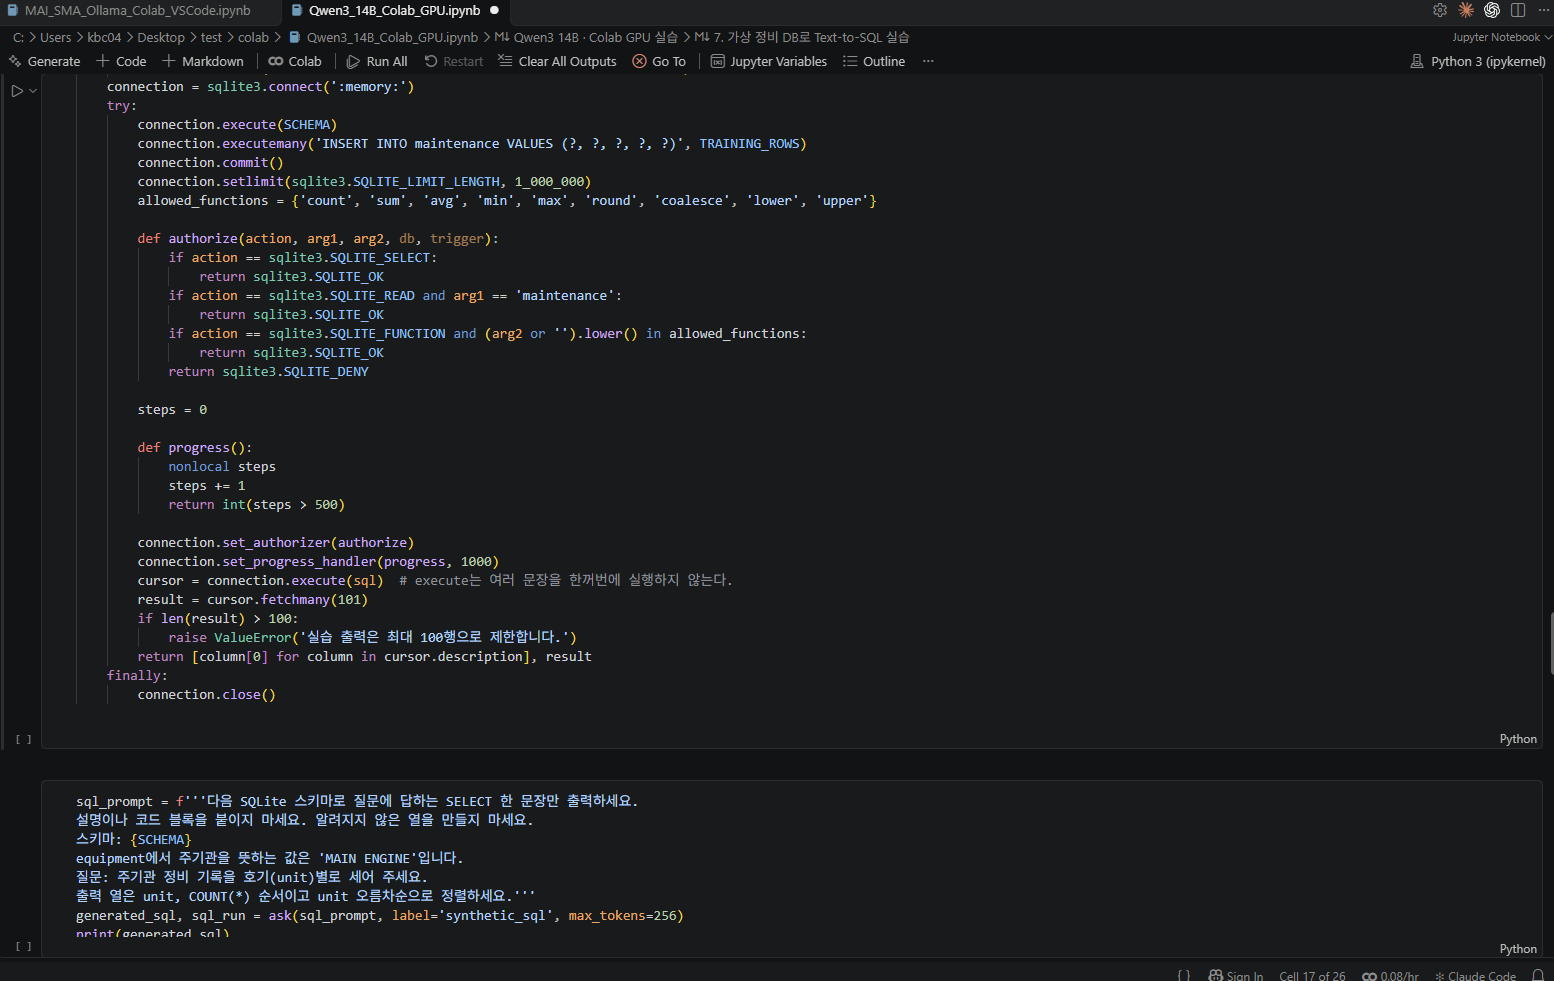 MAI_SMA_Ollama_Colab_VSCode.ipynb
Qwen3_14B_Colab_GPU.ipynb
C: > Users > kbc04 > Desktop > test > colab > Qwen3_14B_Colab_GPU.ipynb > M↓ Qwen3 14B · Colab GPU 실습 > M↓ 7. 가상 정비 DB로 Text-to-SQL 실습
Jupyter Notebook
Generate + Code + Markdown Colab Run All Restart Clear All Outputs Go To Jupyter Variables Outline ··· Python 3 (ipykernel)
connection = sqlite3.connect(':memory:')
try:
connection.execute(SCHEMA)
connection.executemany('INSERT INTO maintenance VALUES (?, ?, ?, ?, ?)', TRAINING_ROWS)
connection.commit()
connection.setlimit(sqlite3.SQLITE_LIMIT_LENGTH, 1_000_000)
allowed_functions = {'count', 'sum', 'avg', 'min', 'max', 'round', 'coalesce', 'lower', 'upper'}
def authorize(action, arg1, arg2, db, trigger):
if action == sqlite3.SQLITE_SELECT:
return sqlite3.SQLITE_OK
if action == sqlite3.SQLITE_READ and arg1 == 'maintenance':
return sqlite3.SQLITE_OK
if action == sqlite3.SQLITE_FUNCTION and (arg2 or '').lower() in allowed_functions:
return sqlite3.SQLITE_OK
return sqlite3.SQLITE_DENY
steps = 0
def progress():
nonlocal steps
steps += 1
return int(steps > 500)
connection.set_authorizer(authorize)
connection.set_progress_handler(progress, 1000)
cursor = connection.execute(sql)  # execute는 여러 문장을 한꺼번에 실행하지 않는다.
result = cursor.fetchmany(101)
if len(result) > 100:
raise ValueError('실습 출력은 최대 100행으로 제한합니다.')
return [column[0] for column in cursor.description], result
finally:
connection.close()
[ ]
Python
sql_prompt = f'''다음 SQLite 스키마로 질문에 답하는 SELECT 한 문장만 출력하세요.
설명이나 코드 블록을 붙이지 마세요. 알려지지 않은 열을 만들지 마세요.
스키마: {SCHEMA}
equipment에서 주기관을 뜻하는 값은 'MAIN ENGINE'입니다.
질문: 주기관 정비 기록을 호기(unit)별로 세어 주세요.
출력 열은 unit, COUNT(*) 순서이고 unit 오름차순으로 정렬하세요.'''
generated_sql, sql_run = ask(sql_prompt, label='synthetic_sql', max_tokens=256)
print(generated_sql)
[ ]
Python
{ } Sign In Cell 17 of 26 0.08/hr Claude Code